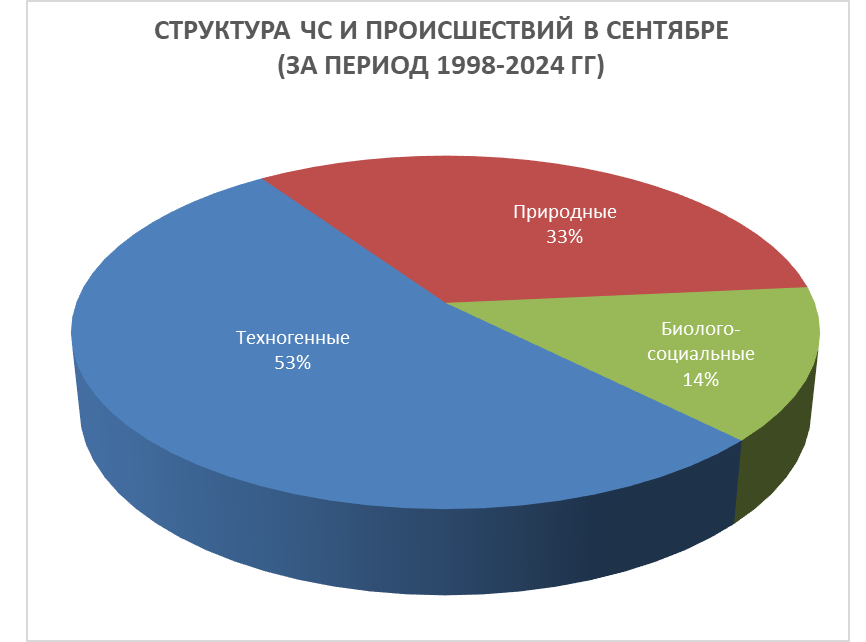 СТРУКТУРА ЧС И ПРОИСШЕСТВИЙ В СЕНТЯБРЕ
(ЗА ПЕРИОД 1998-2024 ГГ)
Природные
33%
Техногенные
53%
Биолого-
социальные
14%